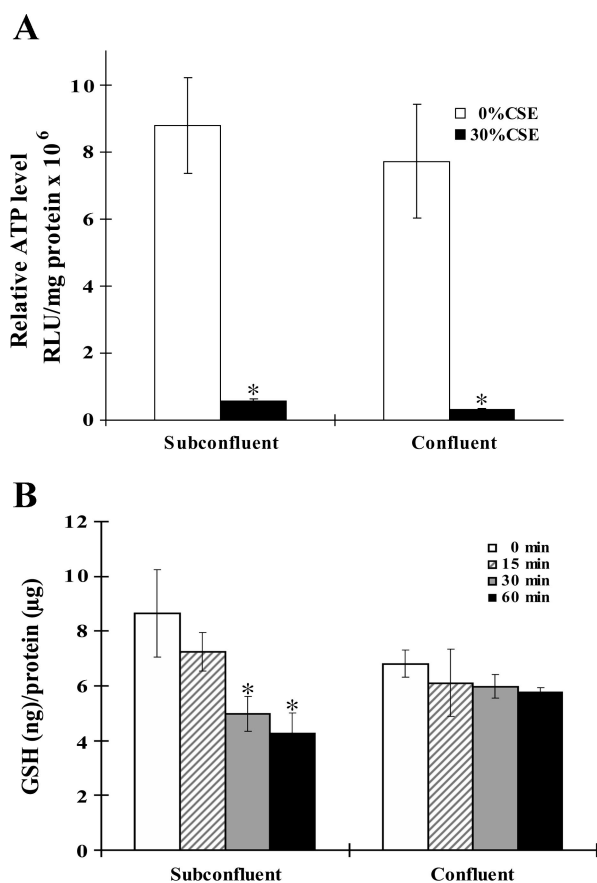 A
Relative ATP level
RLU/mg protein x 10^6
10
8
6
4
2
0
0%CSE
30%CSE
*
*
Subconfluent
Confluent
B
GSH (ng)/protein (µg)
12
10
8
6
4
2
0
0 min
15 min
30 min
60 min
*
*
Subconfluent
Confluent